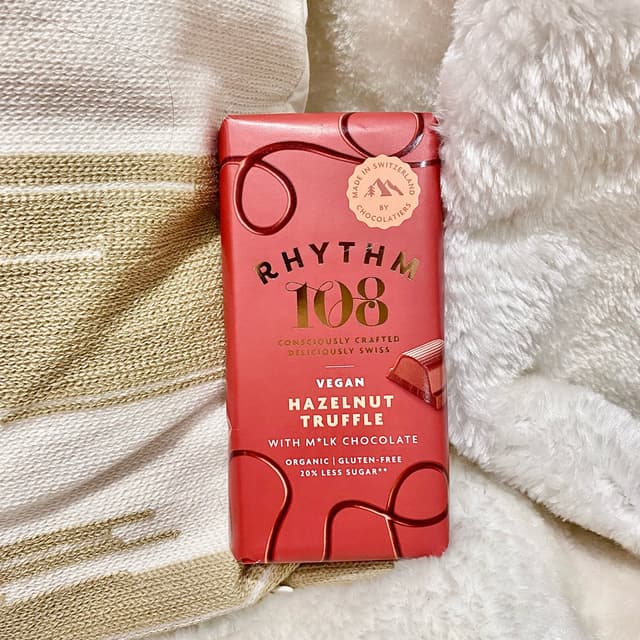 MADE IN SWITZERLAND
BY
CHOCOLATIERS
RHYTHM
108
CONSCIOUSLY CRAFTED
DELICIOUSLY SWISS
VEGAN
HAZELNUT
TRUFFLE
WITH M*LK CHOCOLATE
ORGANIC | GLUTEN-FREE
20% LESS SUGAR**